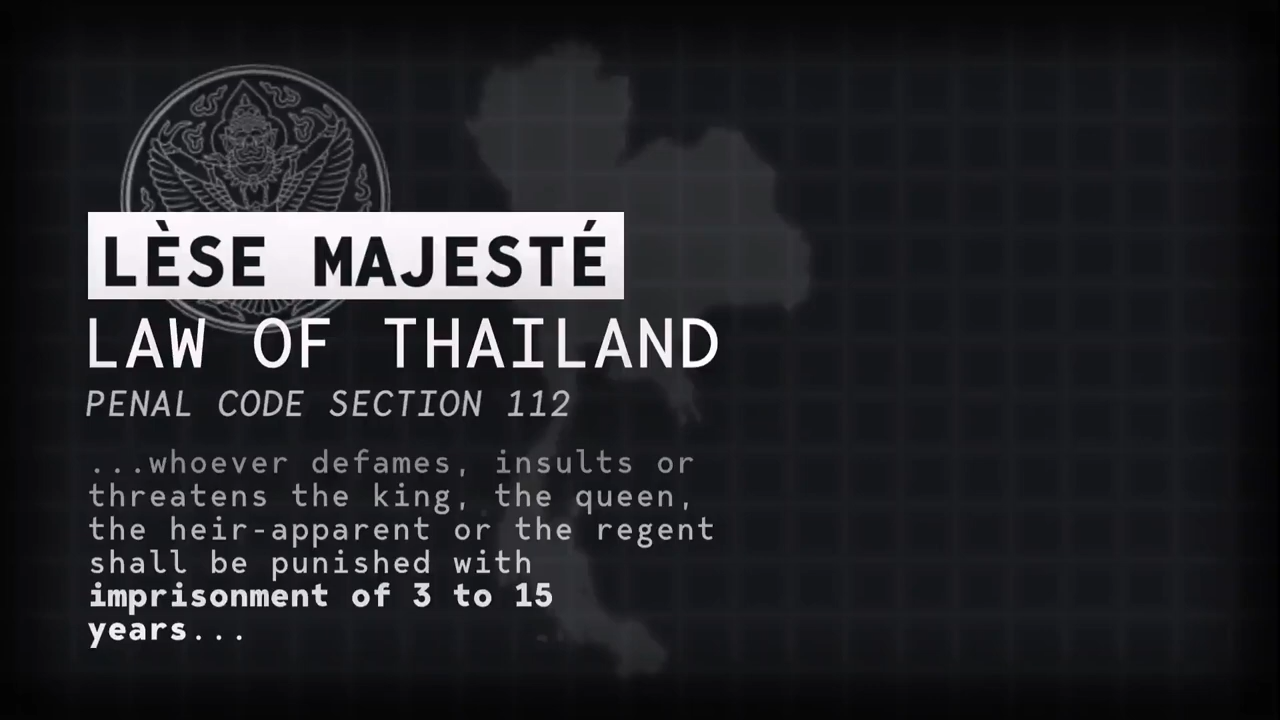 LÈSE MAJESTÉ
LAW OF THAILAND
PENAL CODE SECTION 112
...whoever defames, insults or
threatens the king, the queen,
the heir-apparent or the regent
shall be punished with
imprisonment of 3 to 15
years...